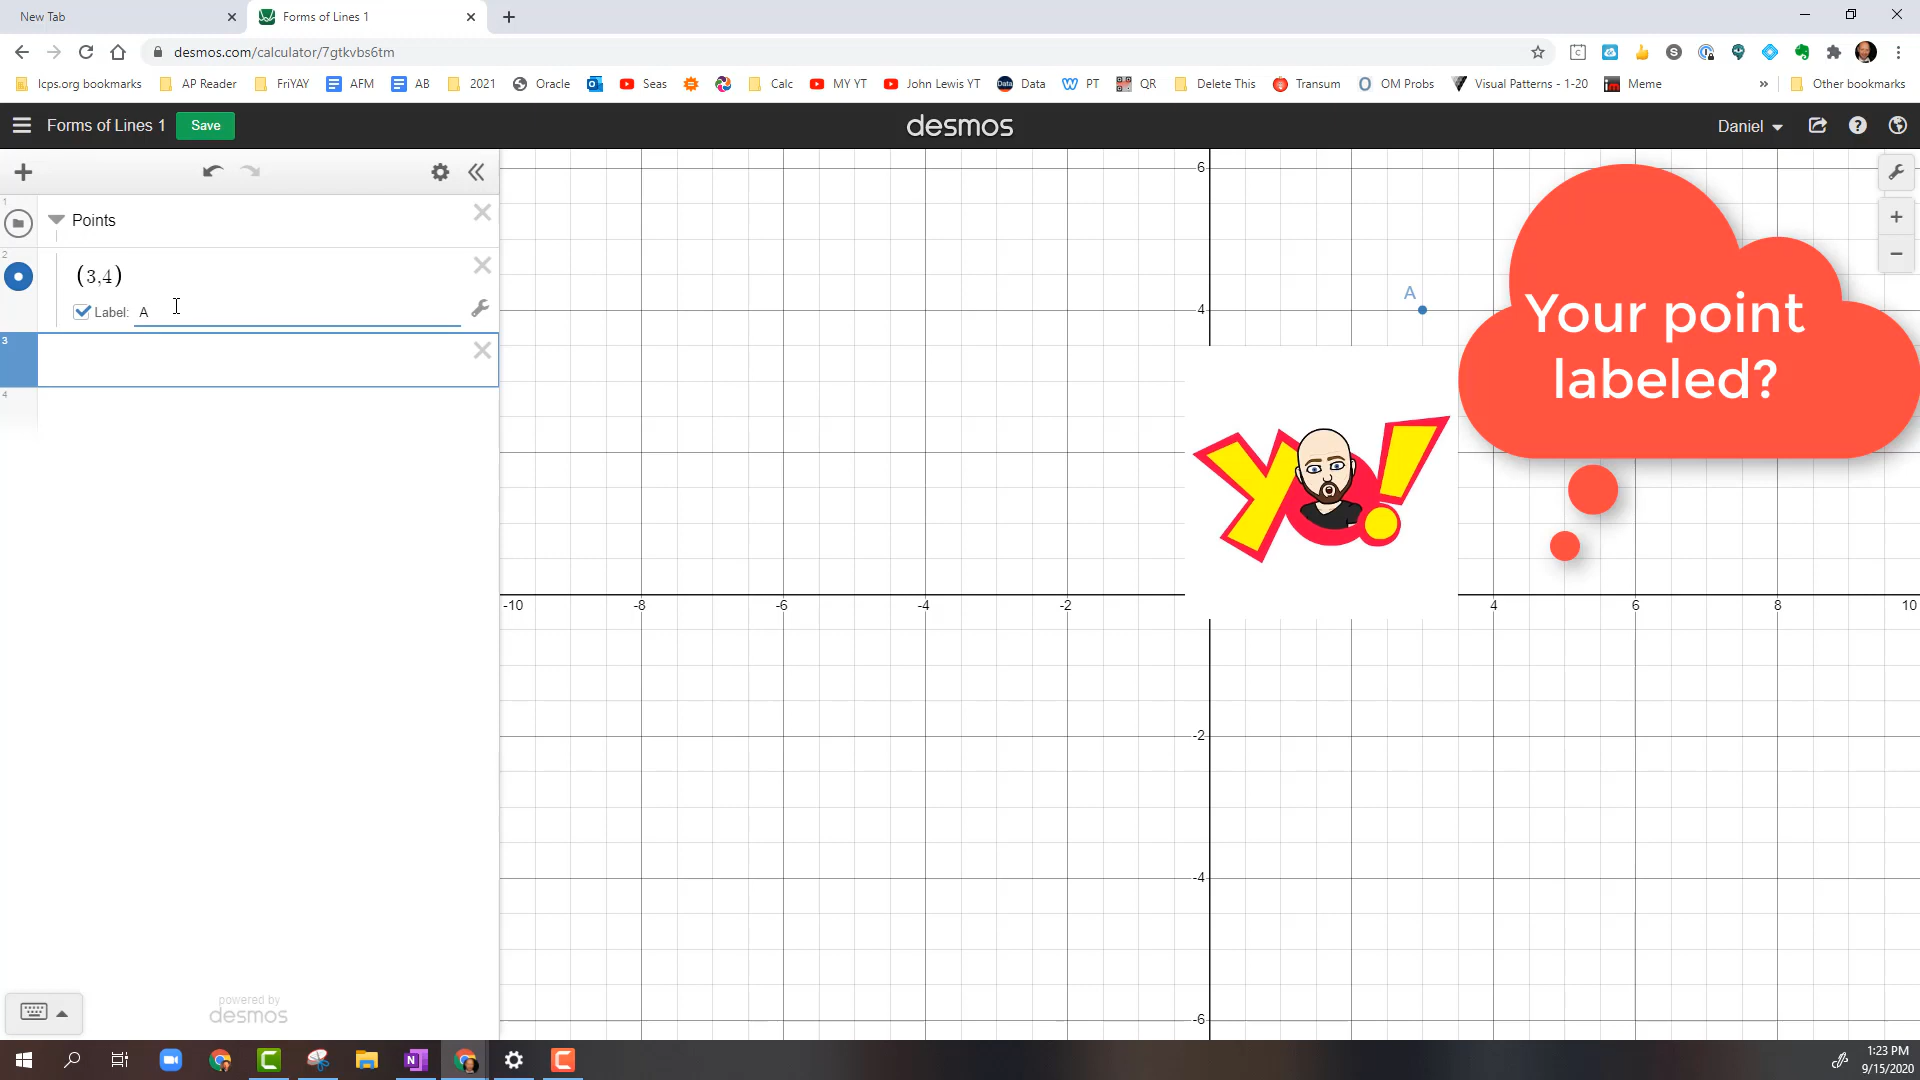 New Tab
Forms of Lines 1
desmos.com/calculator/7gtkvbs6tm
lcps.org bookmarks
AP Reader
FriYAY
AFM
AB
2021
Oracle
Seas
Calc
MY YT
John Lewis YT
Data
PT
QR
Delete This
Transum
OM Probs
Visual Patterns - 1-20
Meme
»
Other bookmarks
Forms of Lines 1
Save
desmos
Daniel
1
Points
2
(3,4)
Label: A
3
4
powered by
desmos
6
4
-2
-4
-6
-10
-8
-6
-4
-2
4
6
8
10
A
YO!
Your point
labeled?
1:23 PM
9/15/2020